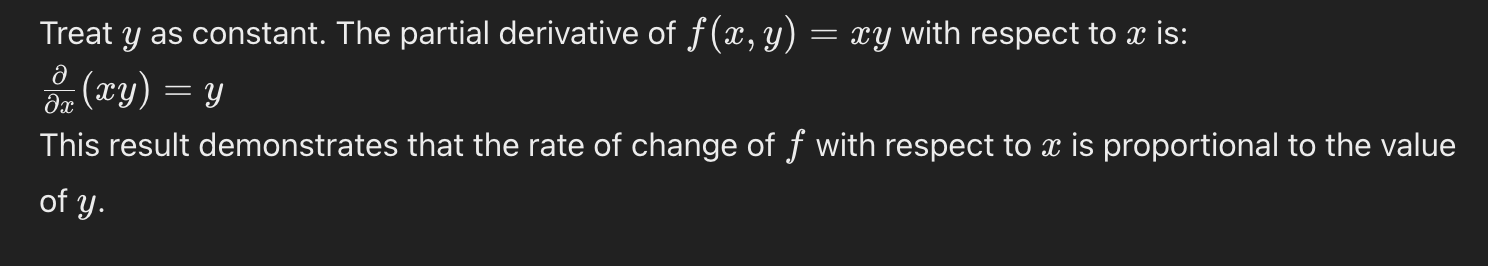 Treat y as constant. The partial derivative of f(x, y) = xy with respect to x is:
∂/∂x (xy) = y
This result demonstrates that the rate of change of f with respect to x is proportional to the value
of y.